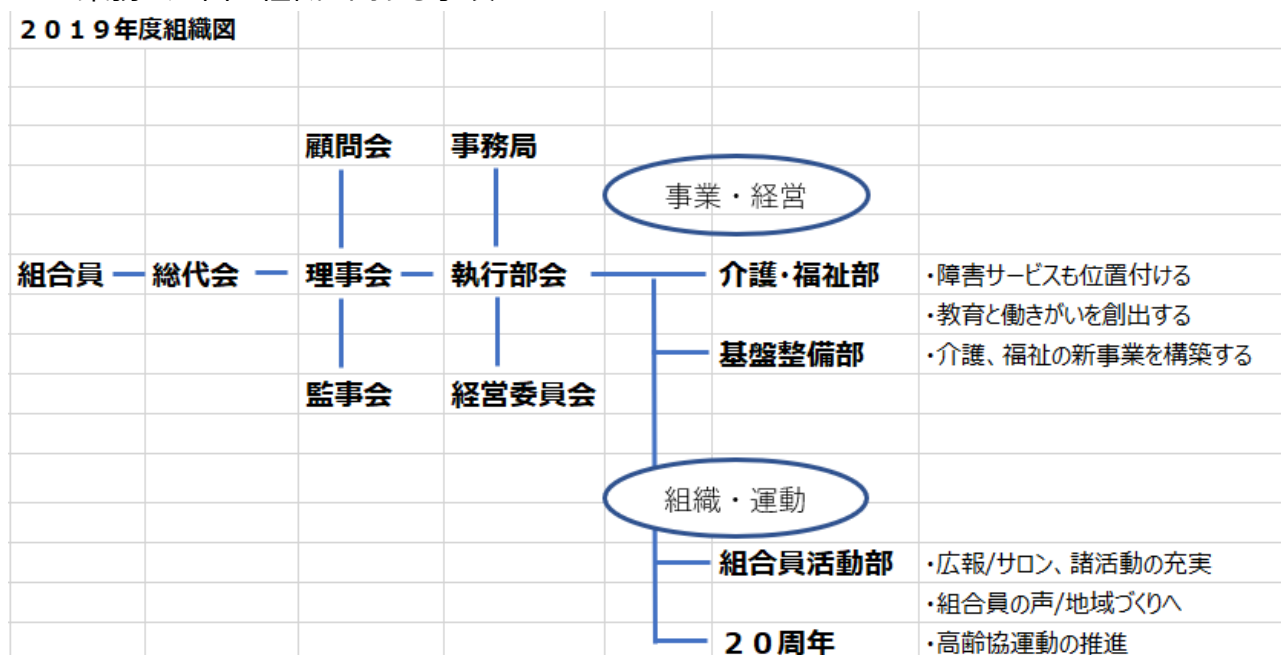 ２０１９年度組織図
顧問会 事務局
事業・経営
組合員 総代会 理事会 執行部会 介護・福祉部 ・障害サービスも位置付ける
・教育と働きがいを創出する
基盤整備部 ・介護、福祉の新事業を構築する
監事会 経営委員会
組織・運動
組合員活動部 ・広報/サロン、諸活動の充実
・組合員の声/地域づくりへ
２０周年 ・高齢協運動の推進